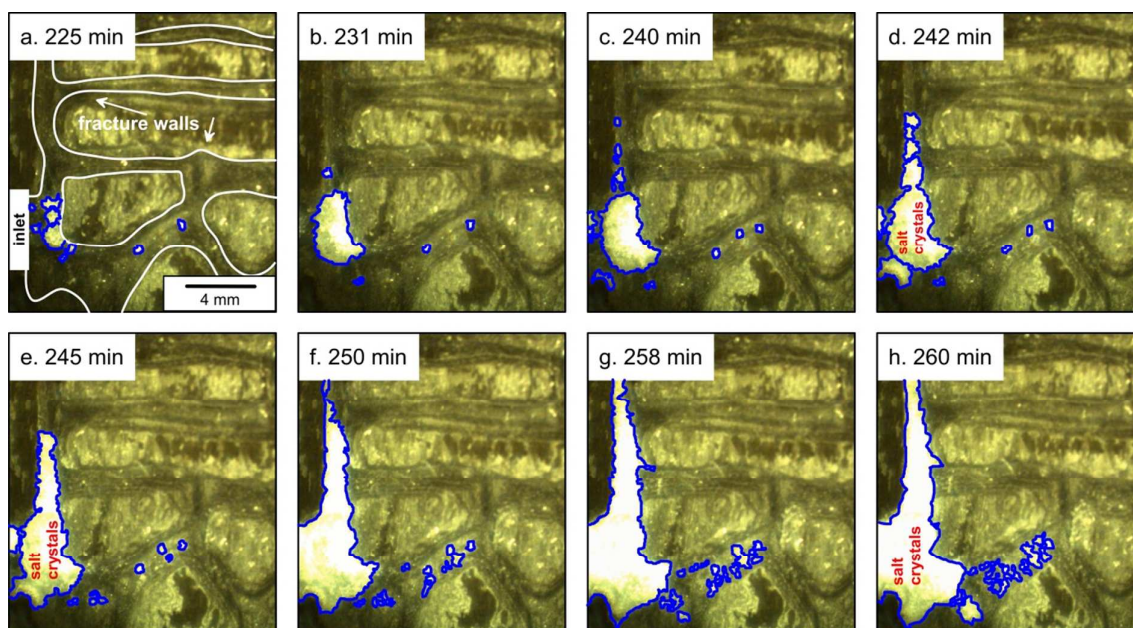 a. 225 min
b. 231 min
c. 240 min
d. 242 min
fracture walls
inlet
4 mm
salt
crystals
e. 245 min
f. 250 min
g. 258 min
h. 260 min
salt
crystals
salt
crystals